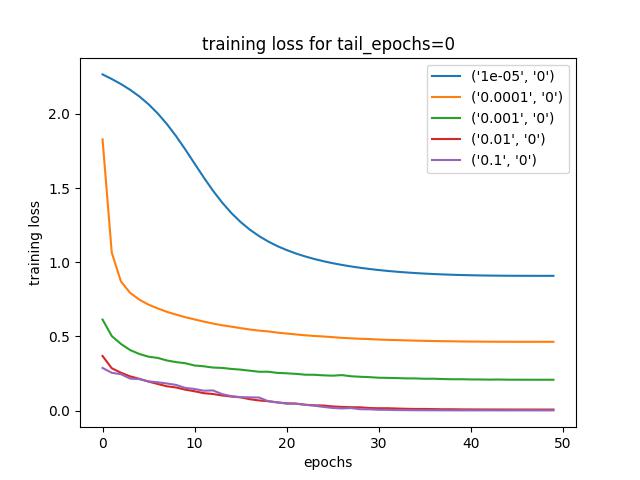 training loss for tail_epochs=0
('1e-05', '0')
('0.0001', '0')
('0.001', '0')
('0.01', '0')
('0.1', '0')
training loss
2.0
1.5
1.0
0.5
0.0
0 10 20 30 40 50
epochs